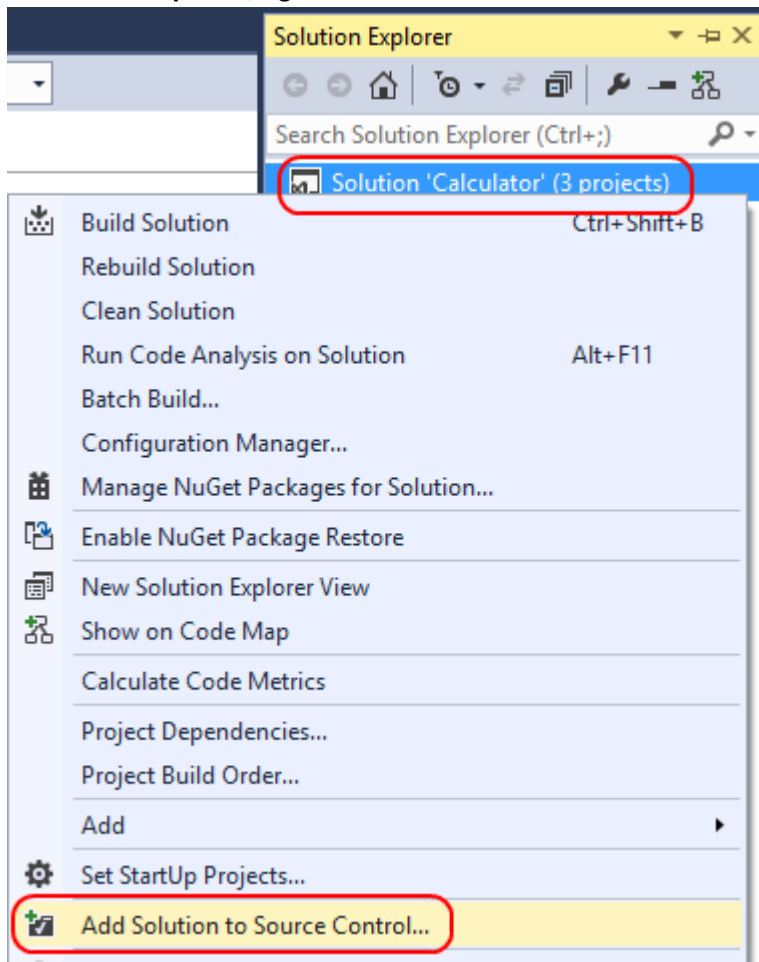 Solution Explorer
Search Solution Explorer (Ctrl+;)
Solution 'Calculator' (3 projects)
Build Solution Ctrl+Shift+B
Rebuild Solution
Clean Solution
Run Code Analysis on Solution Alt+F11
Batch Build...
Configuration Manager...
Manage NuGet Packages for Solution...
Enable NuGet Package Restore
New Solution Explorer View
Show on Code Map
Calculate Code Metrics
Project Dependencies...
Project Build Order...
Add
Set StartUp Projects...
Add Solution to Source Control...